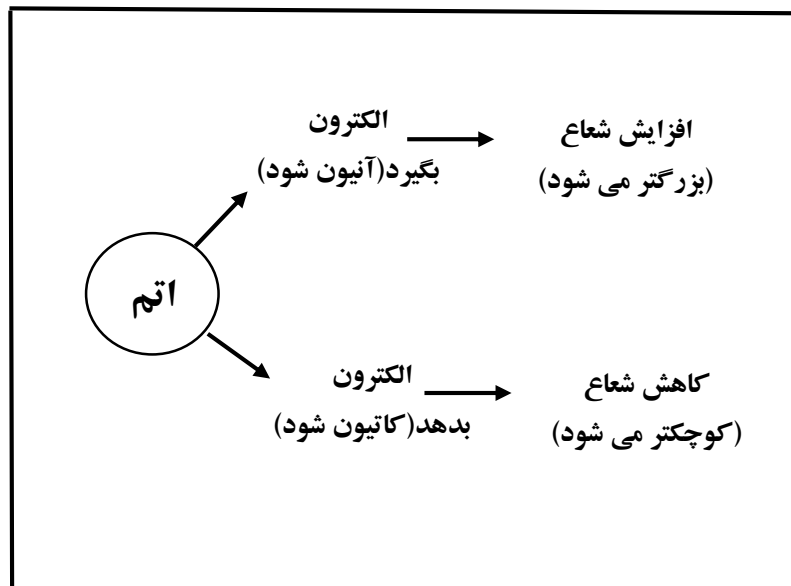 الکترون
بگیرد(آنیون شود)
افزایش شعاع
(بزرگتر می شود)
اتم
الکترون
بدهد(کاتیون شود)
کاهش شعاع
(کوچکتر می شود)